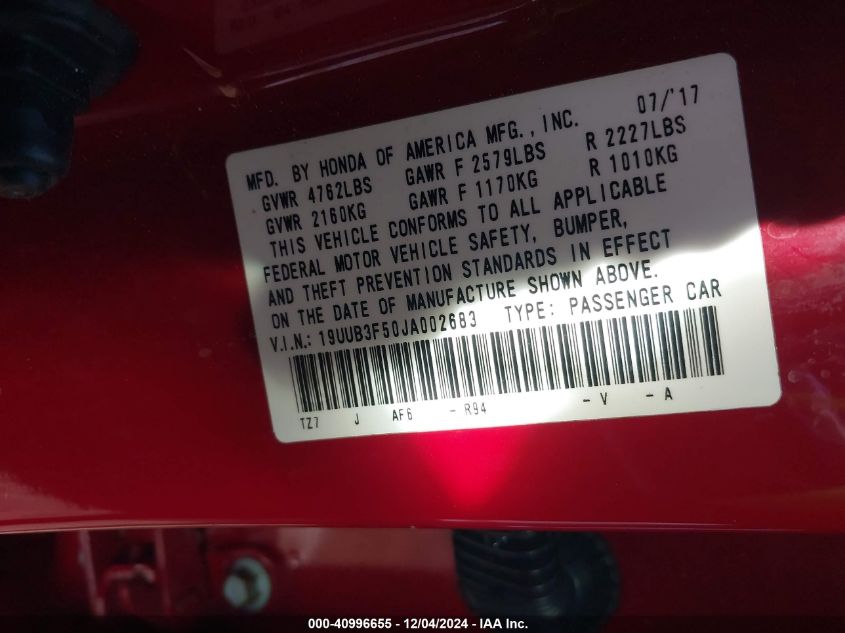 07/'17
MFD. BY HONDA OF AMERICA MFG., INC.
GVWR 4762LBS GAWR F 2579LBS R 2227LBS
GVWR 2160KG GAWR F 1170KG R 1010KG
THIS VEHICLE CONFORMS TO ALL APPLICABLE
FEDERAL MOTOR VEHICLE SAFETY, BUMPER,
AND THEFT PREVENTION STANDARDS IN EFFECT
ON THE DATE OF MANUFACTURE SHOWN ABOVE.
V.I.N.: 19UUB3F50JA002683 TYPE: PASSENGER CAR
TZ7 J AF6 - R94 - V - A
000-40996655 - 12/04/2024 - IAA Inc.